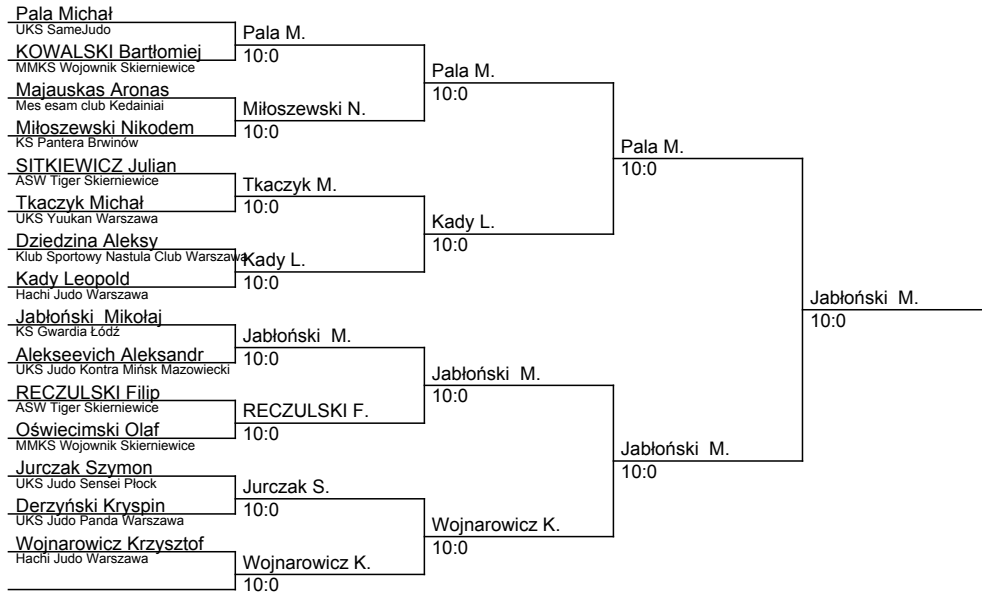 Pala Michał
UKS SameJudo
KOWALSKI Bartłomiej
MMKS Wojownik Skierniewice
Majauskas Aronas
Mes esam club Kedainiai
Miłoszewski Nikodem
KS Pantera Brwinów
SITKIEWICZ Julian
ASW Tiger Skierniewice
Tkaczyk Michał
UKS Yuukan Warszawa
Dziedzina Aleksy
Klub Sportowy Nastula Club Warszawa
Kady Leopold
Hachi Judo Warszawa
Jabłoński  Mikołaj
KS Gwardia Łódź
Alekseevich Aleksandr
UKS Judo Kontra Mińsk Mazowiecki
RECZULSKI Filip
ASW Tiger Skierniewice
Oświecimski Olaf
MMKS Wojownik Skierniewice
Jurczak Szymon
UKS Judo Sensei Płock
Derzyński Kryspin
UKS Judo Panda Warszawa
Wojnarowicz Krzysztof
Hachi Judo Warszawa
Pala M.
10:0
Miłoszewski N.
10:0
Tkaczyk M.
10:0
Kady L.
10:0
Jabłoński  M.
10:0
RECZULSKI F.
10:0
Jurczak S.
10:0
Wojnarowicz K.
10:0
Pala M.
10:0
Kady L.
10:0
Jabłoński  M.
10:0
Wojnarowicz K.
10:0
Pala M.
10:0
Jabłoński  M.
10:0
Jabłoński  M.
10:0